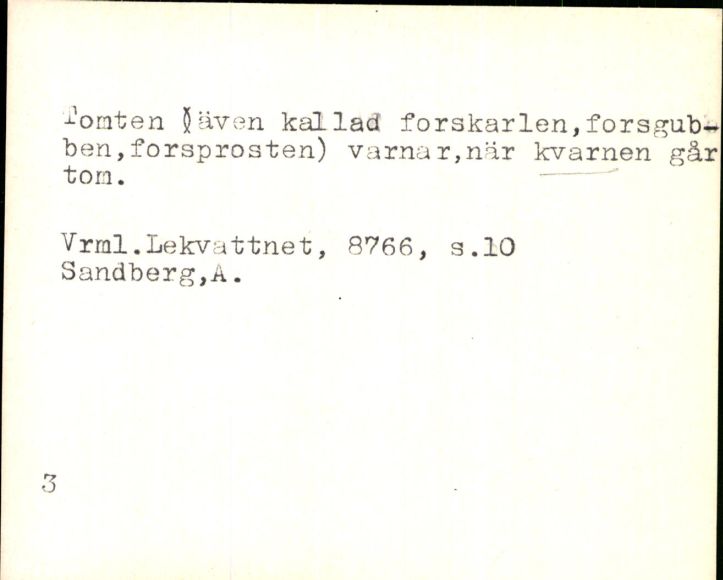 Tomten (även kallad forskarlen,forsgub-
ben,forsprosten) varnar,när kvarnen går
tom.
Vrml.Lekvattnet, 8766, s.10
Sandberg,A.
3